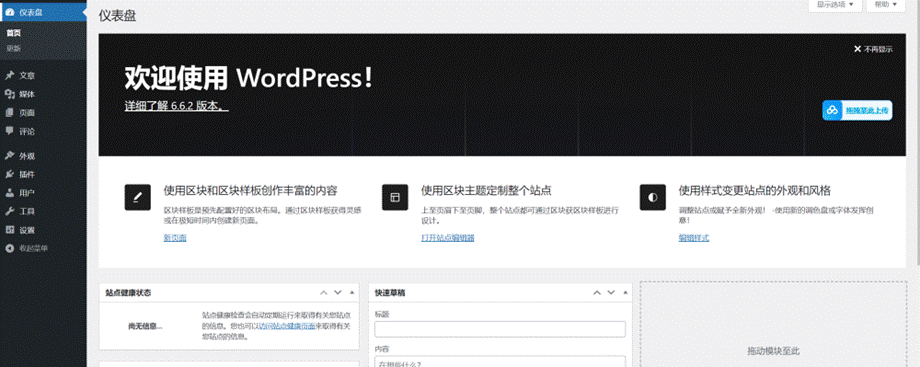 仪表盘
首页
更新
文章
媒体
页面
评论
外观
插件
用户
工具
设置
收起菜单
仪表盘
显示选项
帮助
欢迎使用 WordPress!
详细了解 6.6.2 版本。
不再显示
拖拽至此上传
使用区块和区块样板创作丰富的内容
区块样板是预先配置好的区块布局。通过区块样板获得灵感
或在极短时间内创建新页面。
新页面
使用区块主题定制整个站点
上至页眉下至页脚，整个站点都可通过区块获区块样板进行
设计。
打开站点编辑器
使用样式变更站点的外观和风格
调整站点或赋予全新外观！ -使用新的调色盘或字体发挥创
意！
编辑样式
站点健康状态
尚无信息...
站点健康检查会自动定期运行来取得有关您站点
的信息。您也可以访问站点健康页面来取得有关
您站点的信息。
快速草稿
标题
内容
在想些什么？
拖动模块至此